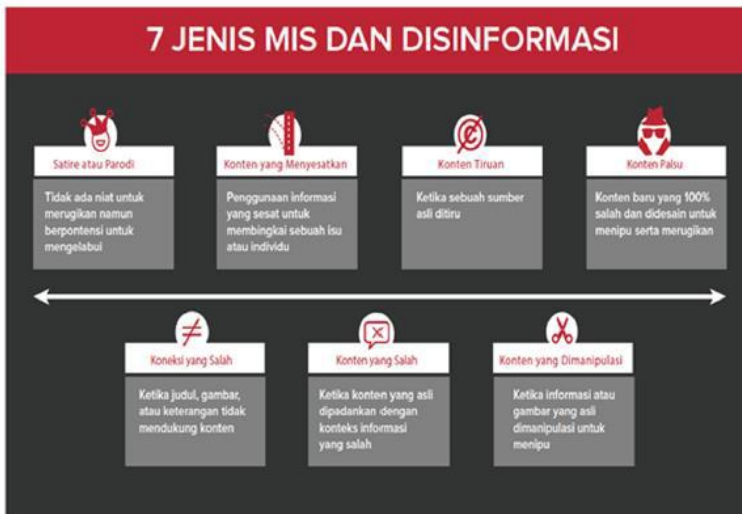 7 JENIS MIS DAN DISINFORMASI
Satire atau Parodi
Tidak ada niat untuk
merugikan namun
berpontensi untuk
mengelabui
Konten yang Menyesatkan
Penggunaan informasi
yang sesat untuk
membingkai sebuah isu
atau individu
Konten Tiruan
Ketika sebuah sumber
asli ditiru
Konten Palsu
Konten baru yang 100%
salah dan didesain untuk
menipu serta merugikan
Koneksi yang Salah
Ketika judul, gambar,
atau keterangan tidak
mendukung konten
Konten yang Salah
Ketika konten yang asli
dipadankan dengan
konteks informasi
yang salah
Konten yang Dimanipulasi
Ketika informasi atau
gambar yang asli
dimanipulasi untuk
menipu